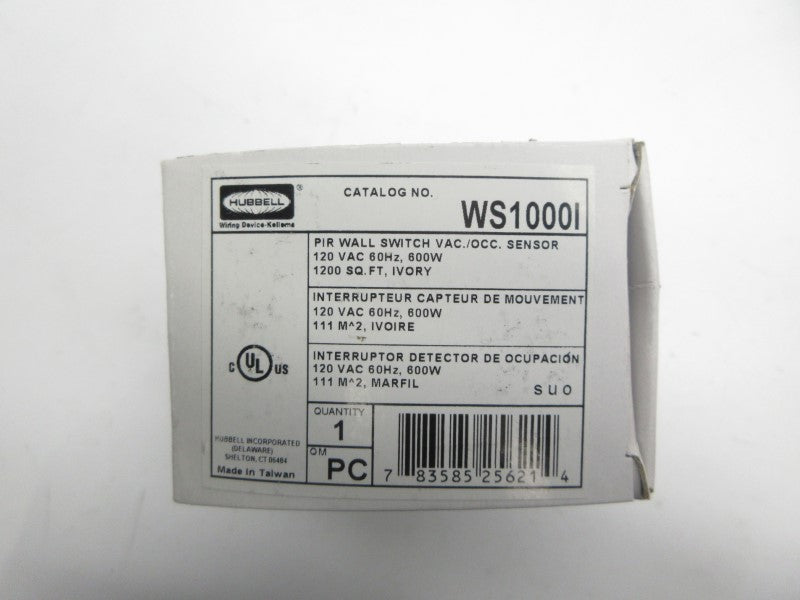 HUBBELL
®
Wiring Device-Kellems
CATALOG NO.
WS1000I
PIR WALL SWITCH VAC./OCC. SENSOR
120 VAC 60Hz, 600W
1200 SQ.FT, IVORY
INTERRUPTEUR CAPTEUR DE MOUVEMENT
120 VAC 60Hz, 600W
111 M^2, IVOIRE
INTERRUPTOR DETECTOR DE OCUPACIÓN
120 VAC 60Hz, 600W
111 M^2, MARFIL
S U O
C UL US
HUBBELL INCORPORATED
(DELAWARE)
SHELTON, CT 06484
Made in Taiwan
QUANTITY
1
QM
PC
7 83585 25621 4